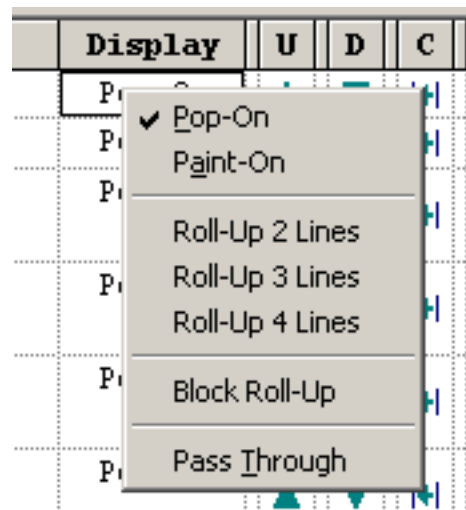 Display U D C
Pop-On
Paint-On
Roll-Up 2 Lines
Roll-Up 3 Lines
Roll-Up 4 Lines
Block Roll-Up
Pass Through